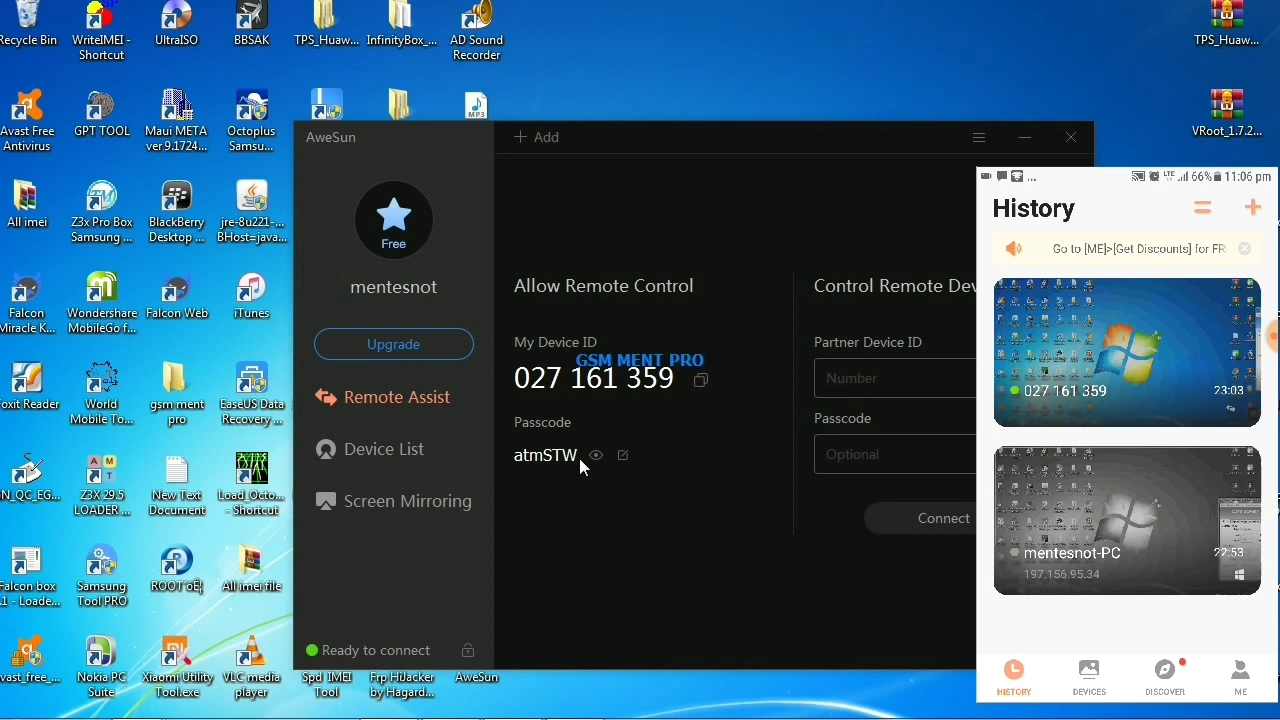 Recycle Bin
WriteIMEI -
Shortcut
UltraISO
BBSAK
TPS_Huaw...
InfinityBox_...
AD Sound
Recorder
TPS_Huaw...
Avast Free
Antivirus
GPT TOOL
Maui META
ver 9.1724...
Octoplus
Samsu...
MP3
VRoot_1.7.2...
All imei
Z3x Pro Box
Samsung ...
BlackBerry
Desktop ...
jre-8u221-...
BHost=java...
Falcon
Miracle K...
Wondershare
MobileGo f...
Falcon Web
iTunes
Foxit Reader
World
Mobile To...
gsm ment
pro
EaseUS Data
Recovery ...
N_QC_EG...
Z3X 29.5
LOADER ...
New Text
Document
Load_Octo...
- Shortcut
Falcon box
.1 - Loade...
Samsung
Tool PRO
All imei file
vast_free_...
Nokia PC
Suite
Xiaomi Utility
Tool.exe
VLC media
player
Spd IMEI
Tool
Frp HiJacker
by Hagard...
AweSun
AweSun
Add
Free
mentesnot
Upgrade
Remote Assist
Device List
Screen Mirroring
Ready to connect
Allow Remote Control
My Device ID
GSM MENT PRO
027 161 359
Passcode
atmSTW
Control Remote Dev
Partner Device ID
Number
Passcode
Optional
Connect
... LTE 66% 11:06 pm
History
Go to [ME]>[Get Discounts] for FR
027 161 359 23:03
mentesnot-PC 22:53
197.156.95.34
HISTORY
DEVICES
DISCOVER
ME